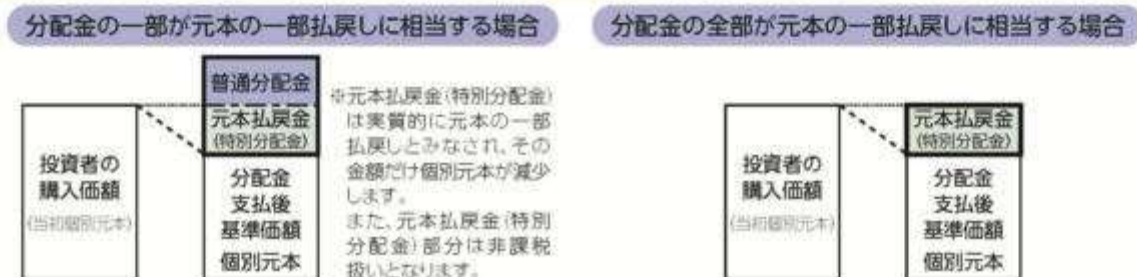 分配金の一部が元本の一部払戻しに相当する場合
普通分配金
元本払戻金
(特別分配金)
投資者の
購入価額
(当初個別元本)
分配金
支払後
基準価額
個別元本
※元本払戻金(特別分配金)
は実質的に元本の一部
払戻しとみなされ、その
金額だけ個別元本が減少
します。
また、元本払戻金(特別
分配金)部分は非課税
扱いとなります。
分配金の全部が元本の一部払戻しに相当する場合
元本払戻金
(特別分配金)
投資者の
購入価額
(当初個別元本)
分配金
支払後
基準価額
個別元本